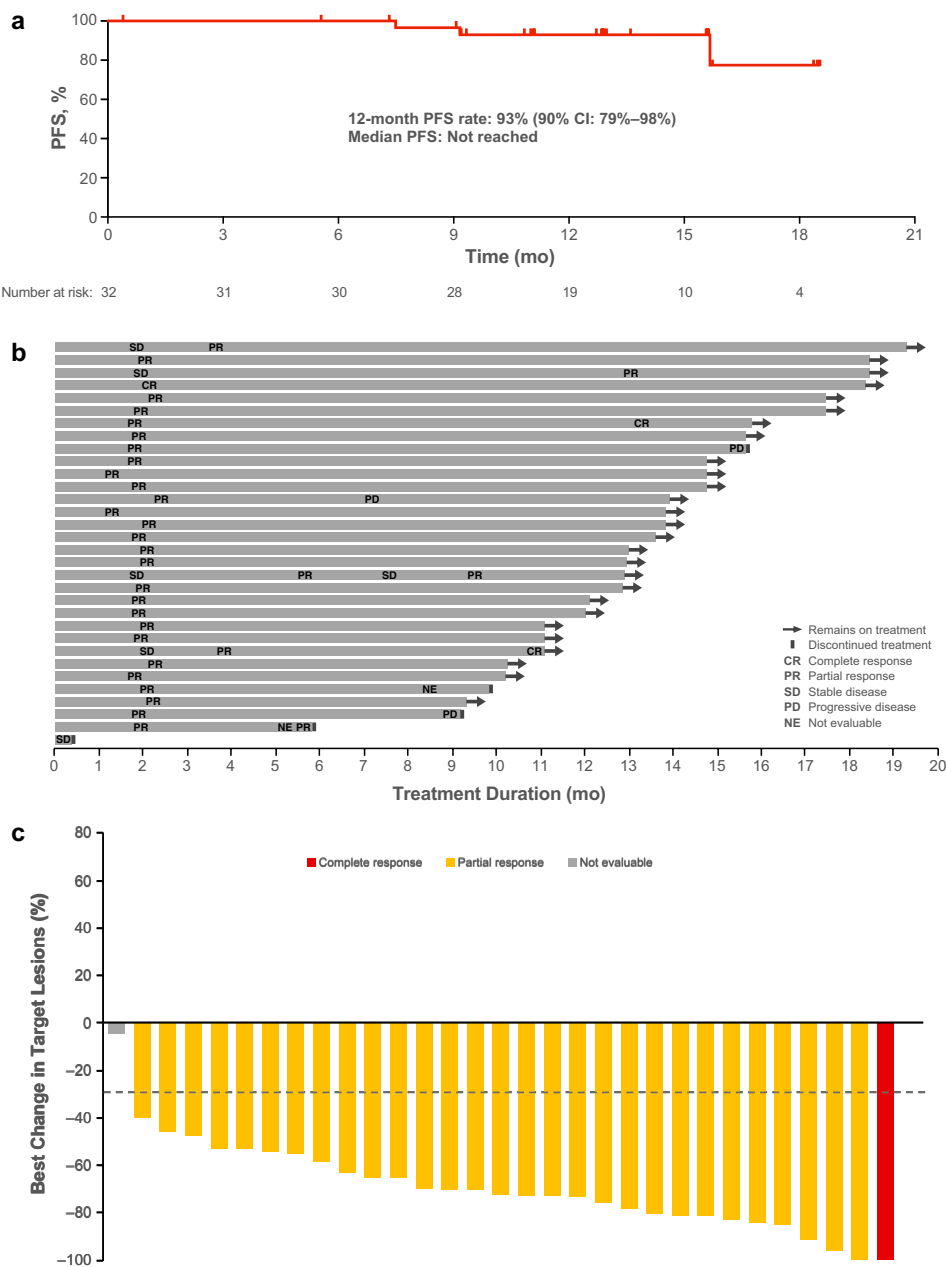 a
100
80
60
40
20
0
PFS, %
12-month PFS rate: 93% (90% CI: 79%–98%)
Median PFS: Not reached
0 3 6 9 12 15 18 21
Time (mo)
Number at risk: 32 31 30 28 19 10 4
b
SD PR
PR
SD PR
CR
PR
PR
PR CR
PR
PR PD
PR
PR
PR
PR PD
PR
PR
PR
PR
PR
SD PR SD PR
PR
PR
PR
PR
PR
SD PR CR
PR
PR
PR NE
PR
PR PD
PR NE PR
SD
Remains on treatment
Discontinued treatment
CR Complete response
PR Partial response
SD Stable disease
PD Progressive disease
NE Not evaluable
0 1 2 3 4 5 6 7 8 9 10 11 12 13 14 15 16 17 18 19 20
Treatment Duration (mo)
c
Complete response Partial response Not evaluable
80
60
40
20
0
–20
–40
–60
–80
–100
Best Change in Target Lesions (%)